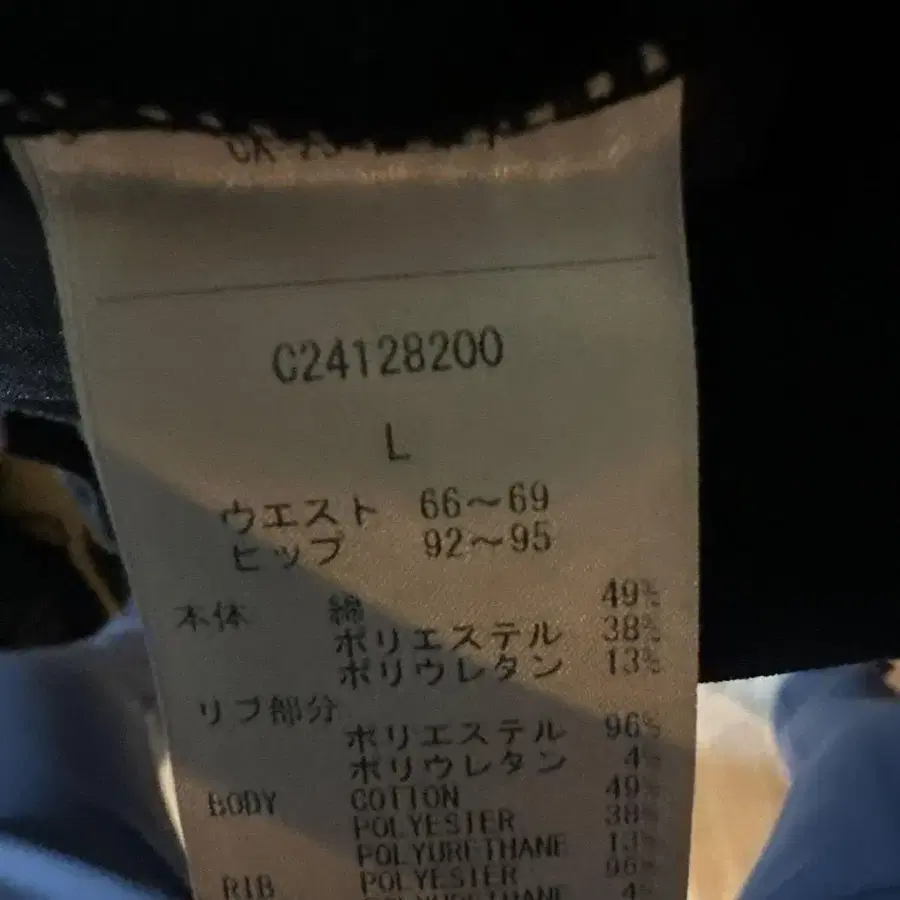 C24128200
L
ウエスト 66～69
ヒップ 92～95
本体 綿 49%
ポリエステル 38%
ポリウレタン 13%
リブ部分
ポリエステル 96%
ポリウレタン 4%
BODY COTTON 49%
POLYESTER 38%
POLYURETHANE 13%
RIB POLYESTER 96%
POLYURETHANE 4%